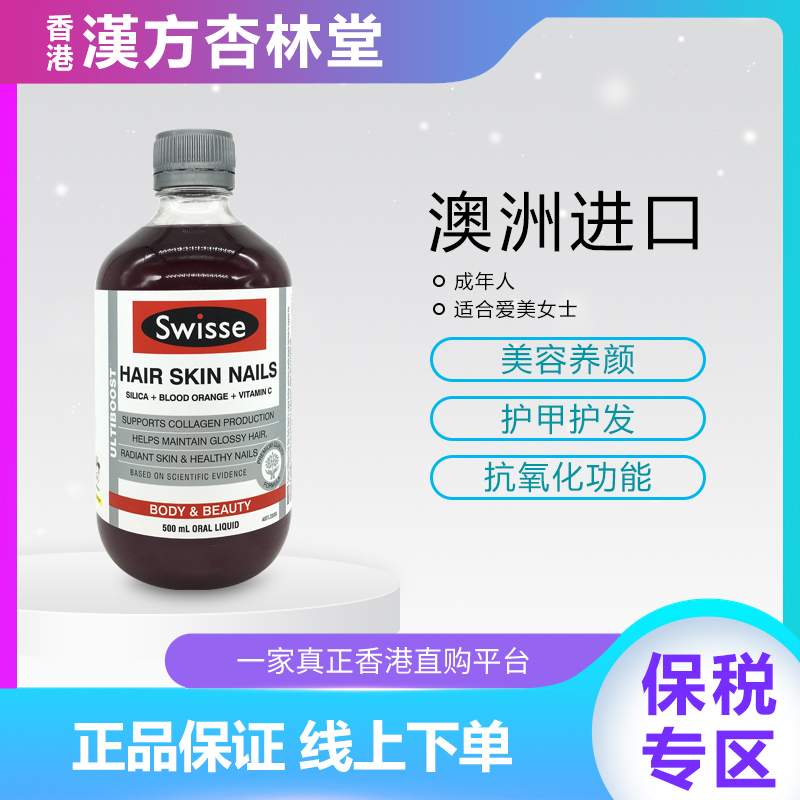 香港
漢方杏林堂
澳洲进口
成年人
适合爱美女士
美容养颜
护甲护发
抗氧化功能
Swisse
ULTIBOOST
HAIR SKIN NAILS
SILICA + BLOOD ORANGE + VITAMIN C
SUPPORTS COLLAGEN PRODUCTION
HELPS MAINTAIN GLOSSY HAIR,
RADIANT SKIN & HEALTHY NAILS
BASED ON SCIENTIFIC EVIDENCE
BODY & BEAUTY
500 mL ORAL LIQUID
一家真正香港直购平台
正品保证 线上下单
保税
专区